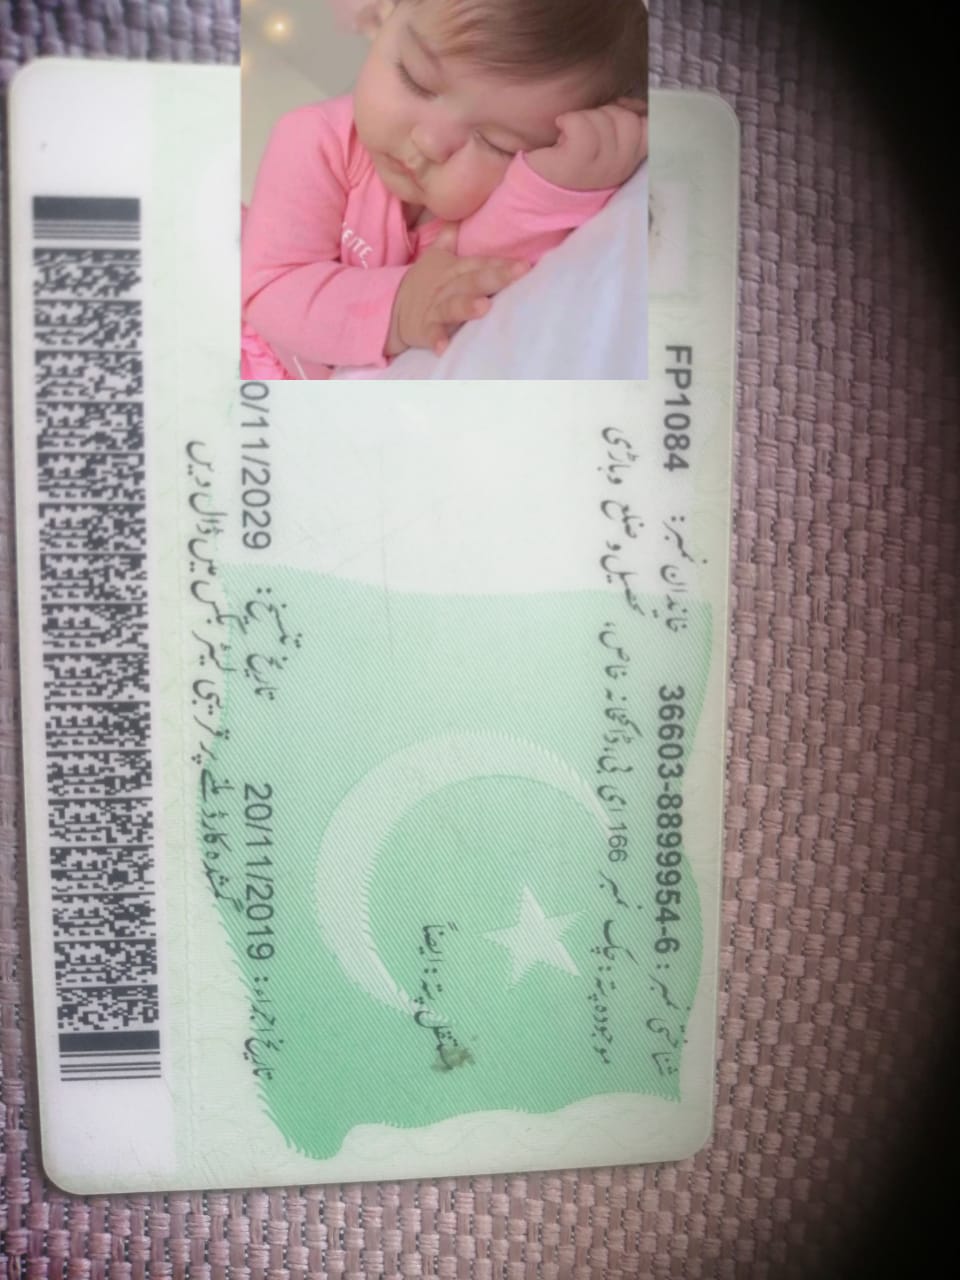 شناختی نمبر : 36603-8899954-6 خاندان نمبر: FP1084
موجودہ پتہ: چک نمبر 166 ای بی، ڈاکخانہ خاص، تحصیل و ضلع وہاڑی
مستقل پتہ: ایضاً
تاریخ اجراء: 20/11/2019 تاریخ تنسیخ: 0/11/2029
گمشدہ کارڈ ملنے پر قریبی لیٹر بکس میں ڈال دیں